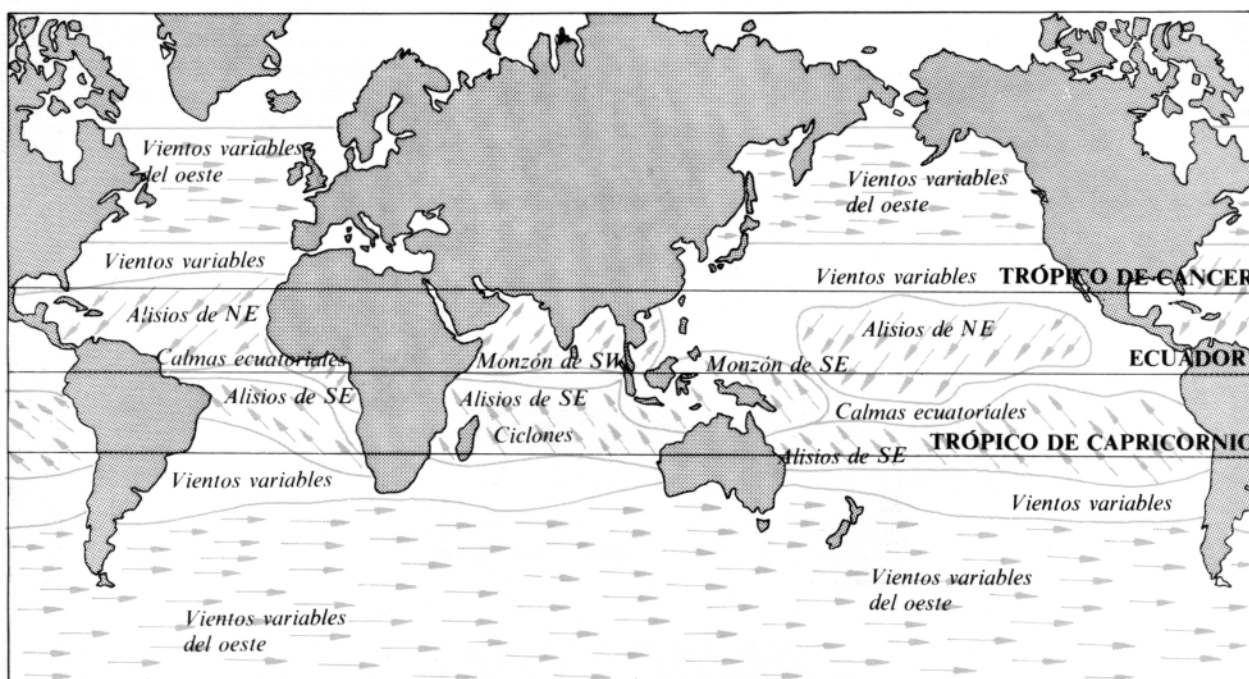 Vientos variables
del oeste
Vientos variables
del oeste
Vientos variables
Vientos variables
TRÓPICO DE CANCER
Alisios de NE
Alisios de NE
Calmas ecuatoriales
Monzón de SW
Monzón de SE
ECUADOR
Alisios de SE
Alisios de SE
Calmas ecuatoriales
Ciclones
TRÓPICO DE CAPRICORNIO
Alisios de SE
Vientos variables
Vientos variables
Vientos variables
del oeste
Vientos variables
del oeste